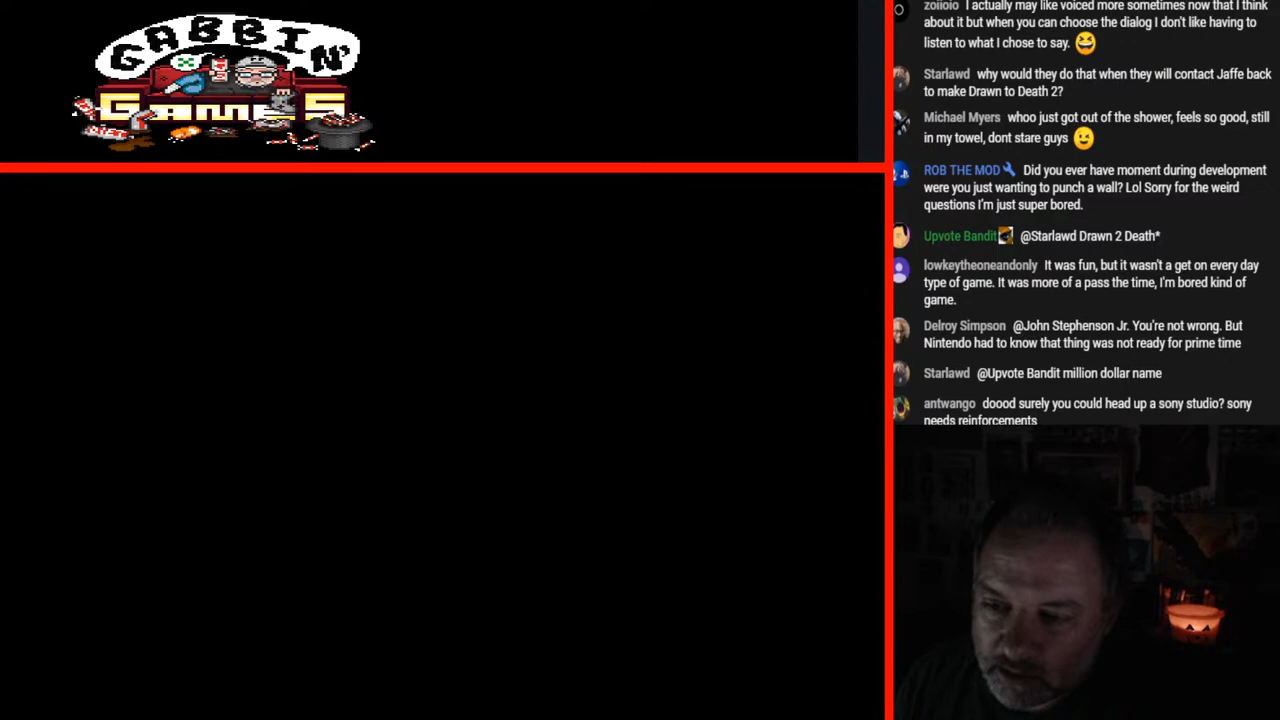 GABBIN'
GAMES
zoiioio I actually may like voiced more sometimes now that I think
about it but when you can choose the dialog I don't like having to
listen to what I chose to say. 😆
Starlawd why would they do that when they will contact Jaffe back
to make Drawn to Death 2?
Michael Myers whoo just got out of the shower, feels so good, still
in my towel, dont stare guys 😉
ROB THE MOD🔧 Did you ever have moment during development
were you just wanting to punch a wall? Lol Sorry for the weird
questions I'm just super bored.
Upvote Bandit @Starlawd Drawn 2 Death*
lowkeytheoneandonly It was fun, but it wasn't a get on every day
type of game. It was more of a pass the time, I'm bored kind of
game.
Delroy Simpson @John Stephenson Jr. You're not wrong. But
Nintendo had to know that thing was not ready for prime time
Starlawd @Upvote Bandit million dollar name
antwango doood surely you could head up a sony studio? sony
needs reinforcements